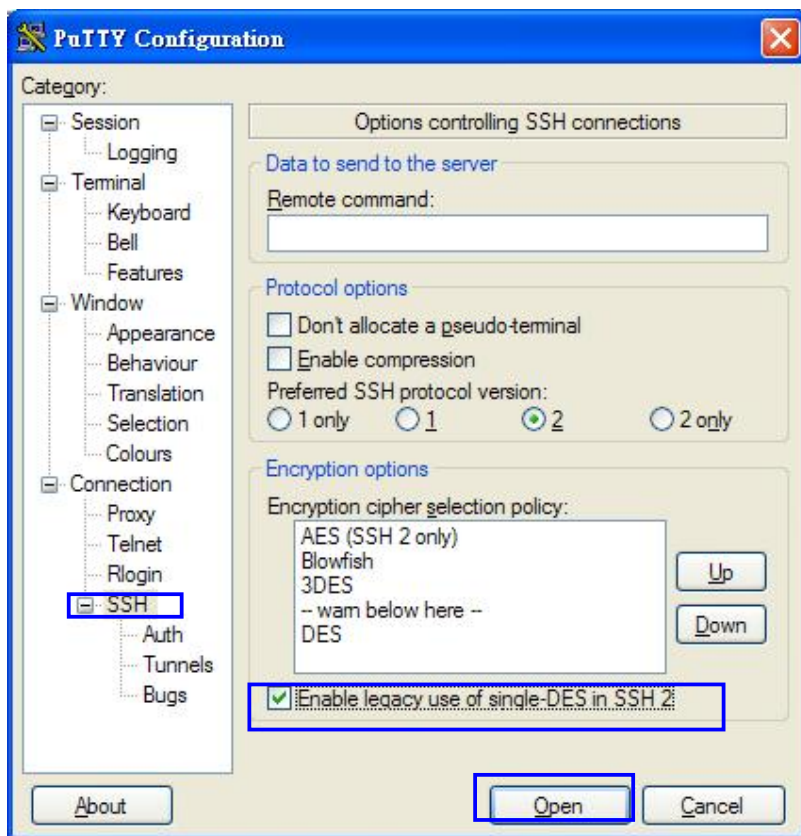 PuTTY Configuration
Category:
Session
Logging
Terminal
Keyboard
Bell
Features
Window
Appearance
Behaviour
Translation
Selection
Colours
Connection
Proxy
Telnet
Rlogin
SSH
Auth
Tunnels
Bugs
Options controlling SSH connections
Data to send to the server
Remote command:
Protocol options
Don't allocate a pseudo-terminal
Enable compression
Preferred SSH protocol version:
1 only 1 2 2 only
Encryption options
Encryption cipher selection policy:
AES (SSH 2 only)
Blowfish
3DES
-- warn below here --
DES
Up
Down
Enable legacy use of single-DES in SSH 2
About
Open
Cancel